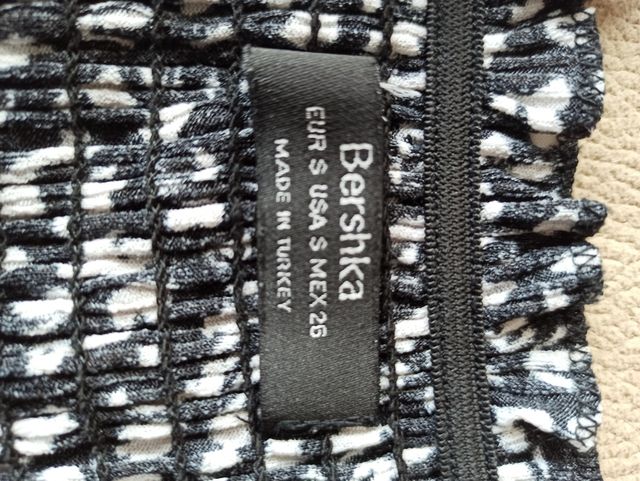 Bershka
EUR S USA S MEX 26
MADE IN TURKEY